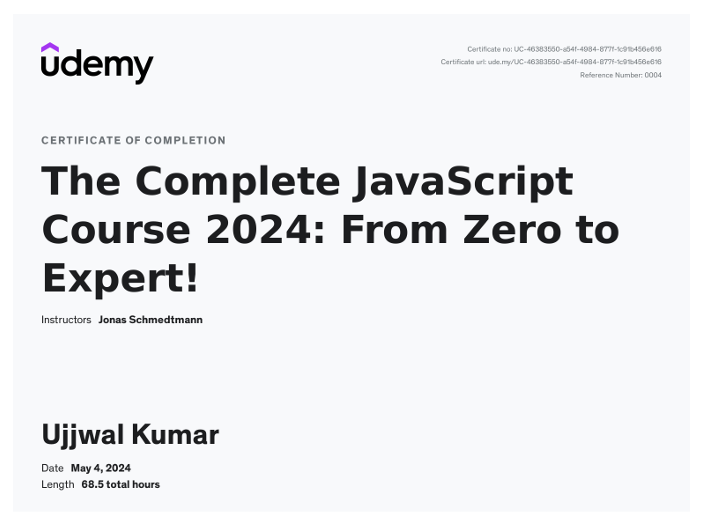 udemy
Certificate no: UC-46383550-a54f-4984-877f-1c91b456e616
Certificate url: ude.my/UC-46383550-a54f-4984-877f-1c91b456e616
Reference Number: 0004
CERTIFICATE OF COMPLETION
The Complete JavaScript
Course 2024: From Zero to
Expert!
Instructors Jonas Schmedtmann
Ujjwal Kumar
Date May 4, 2024
Length 68.5 total hours